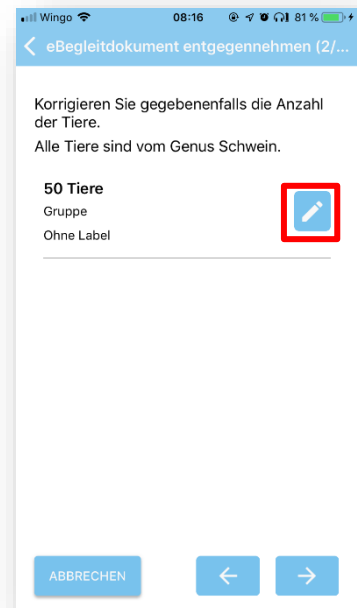 Wingo 08:16 81 %
eBegleitdokument entgegennehmen (2/...
Korrigieren Sie gegebenenfalls die Anzahl
der Tiere.
Alle Tiere sind vom Genus Schwein.
50 Tiere
Gruppe
Ohne Label
ABBRECHEN